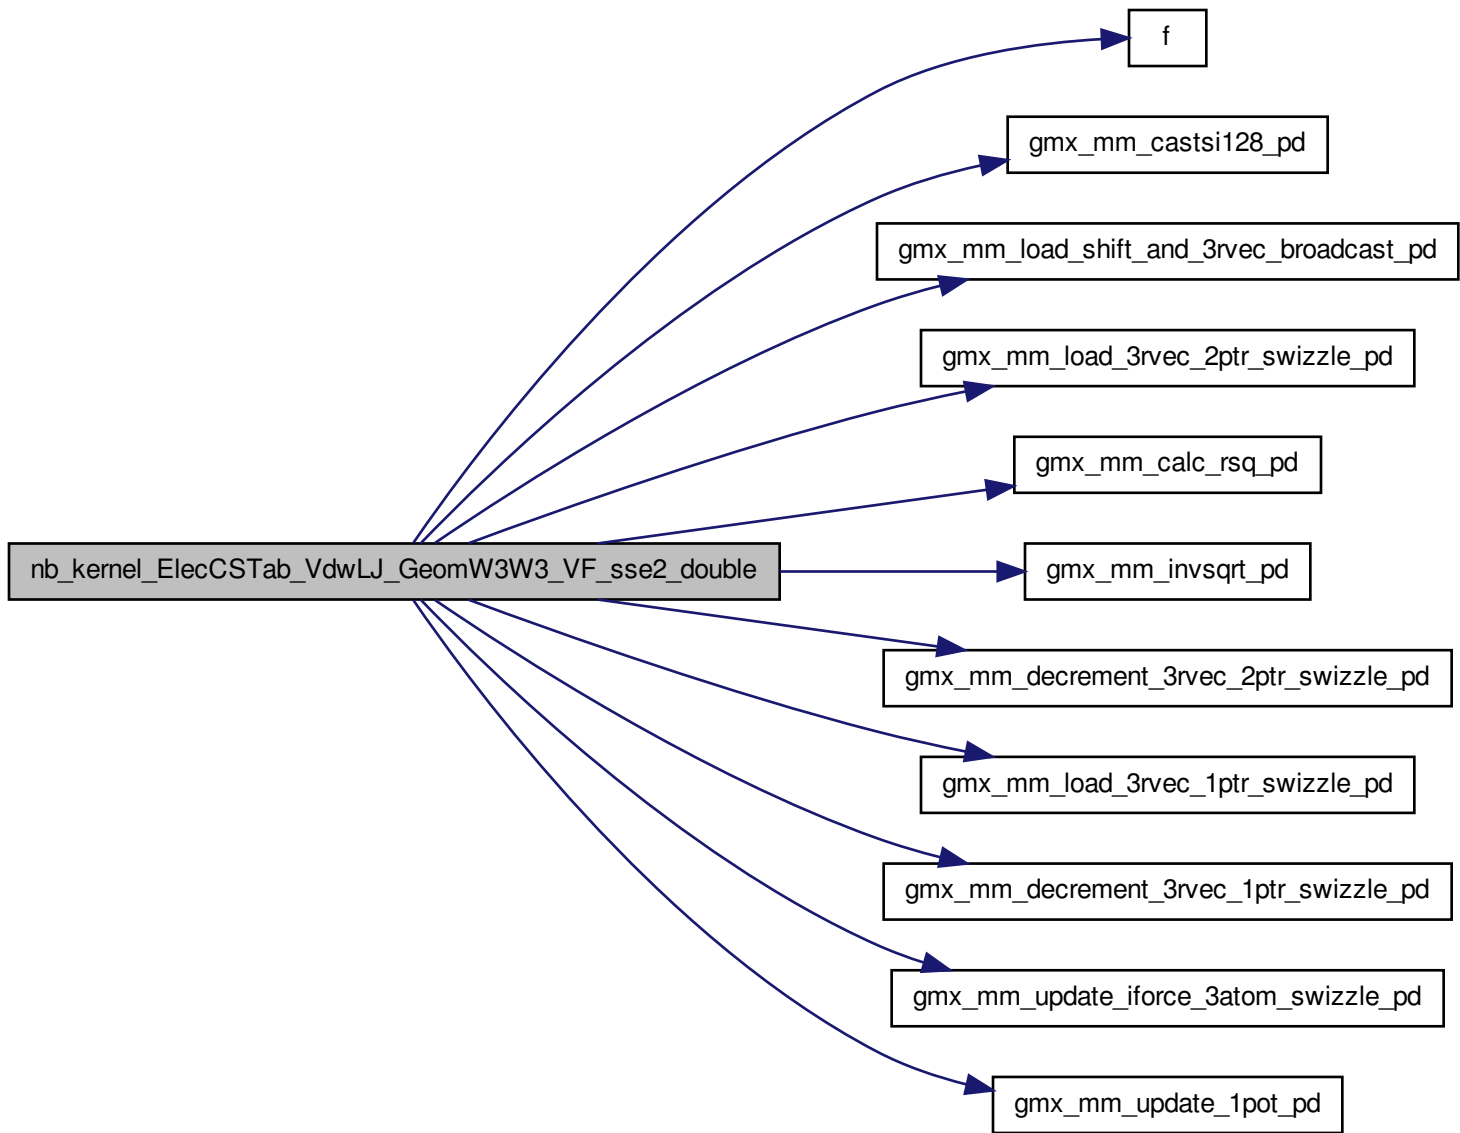 f
gmx_mm_castsi128_pd
gmx_mm_load_shift_and_3rvec_broadcast_pd
gmx_mm_load_3rvec_2ptr_swizzle_pd
gmx_mm_calc_rsq_pd
nb_kernel_ElecCSTab_VdwLJ_GeomW3W3_VF_sse2_double
gmx_mm_invsqrt_pd
gmx_mm_decrement_3rvec_2ptr_swizzle_pd
gmx_mm_load_3rvec_1ptr_swizzle_pd
gmx_mm_decrement_3rvec_1ptr_swizzle_pd
gmx_mm_update_iforce_3atom_swizzle_pd
gmx_mm_update_1pot_pd